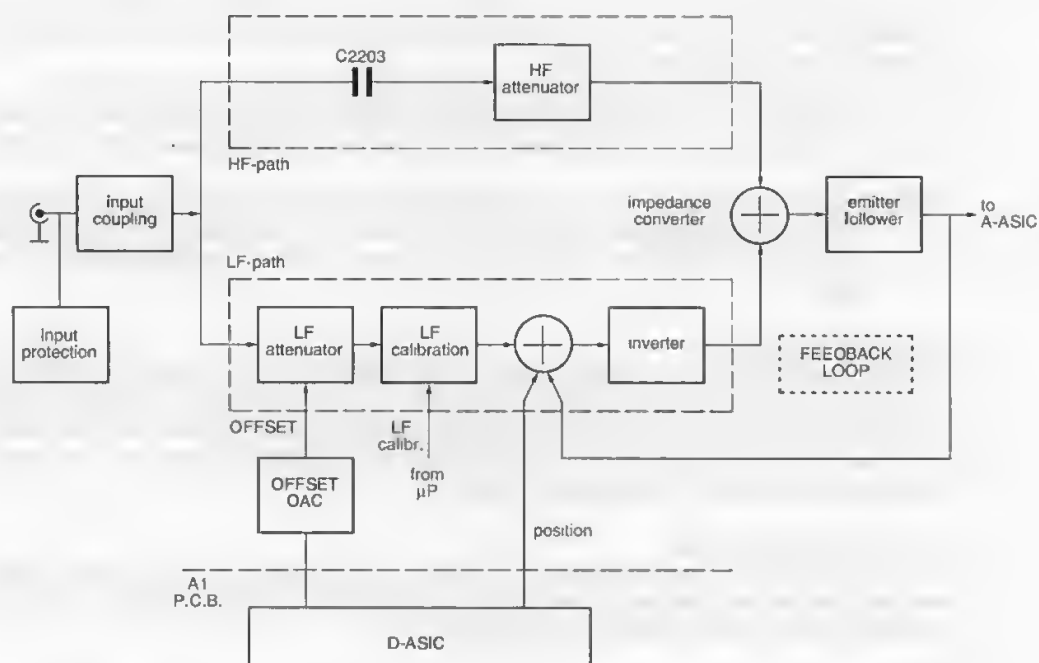 C2203
HF
attenuator
HF-path
input
coupling
impedance
converter
emitter
follower
to
A-ASIC
LF-path
Input
protection
LF
attenuator
LF
calibration
inverter
FEEOBACK
LOOP
OFFSET
LF
calibr.
from
µP
OFFSET
OAC
position
A1
P.C.B.
D-ASIC